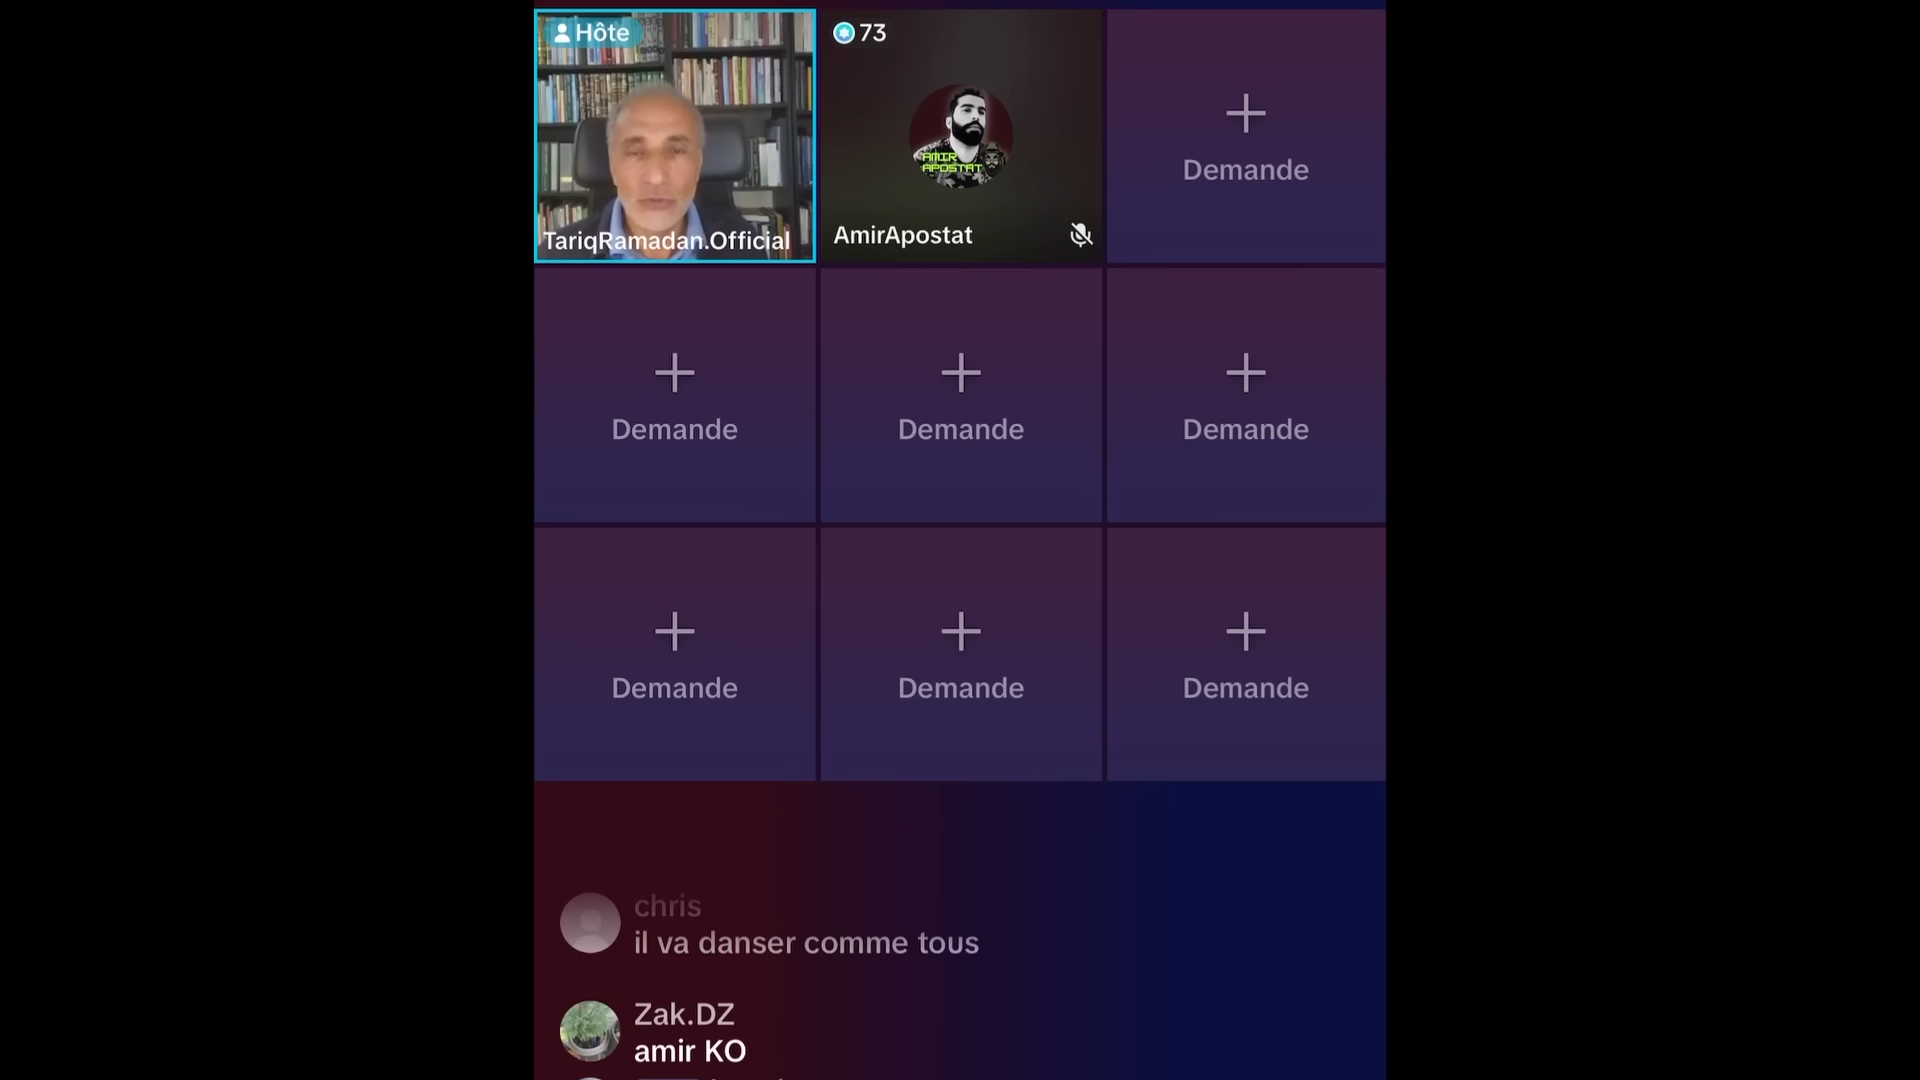 Hôte
TariqRamadan.Official
73
AMIR
APOSTAT
AmirApostat
Demande
Demande
Demande
Demande
Demande
Demande
Demande
chris
il va danser comme tous
Zak.DZ
amir KO